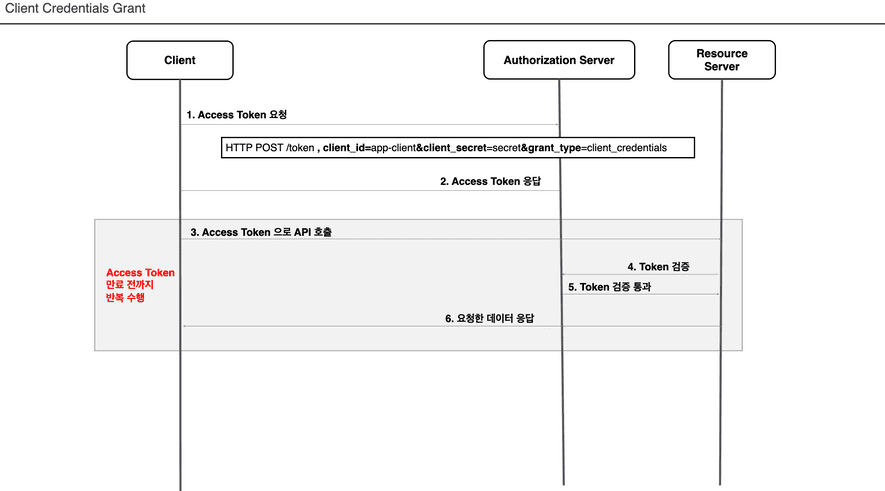 Client Credentials Grant
Client
Authorization Server
Resource
Server
1. Access Token 요청
HTTP POST /token , client_id=app-client&client_secret=secret&grant_type=client_credentials
2. Access Token 응답
3. Access Token 으로 API 호출
Access Token
만료 전까지
반복 수행
4. Token 검증
5. Token 검증 통과
6. 요청한 데이터 응답